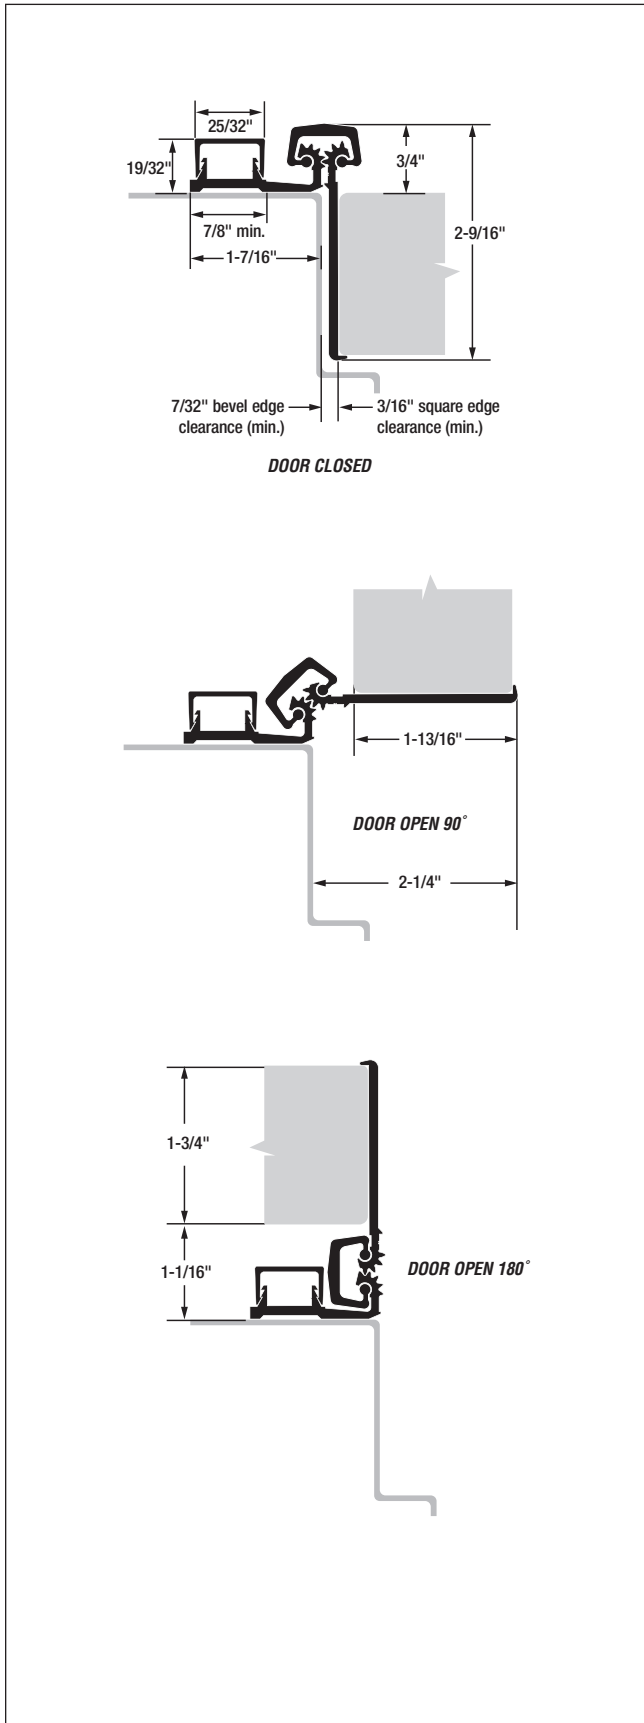 25/32"
19/32"
3/4"
2-9/16"
7/8" min.
1-7/16"
7/32" bevel edge
clearance (min.)
3/16" square edge
clearance (min.)
DOOR CLOSED
1-13/16"
DOOR OPEN 90°
2-1/4"
1-3/4"
1-1/16"
DOOR OPEN 180°